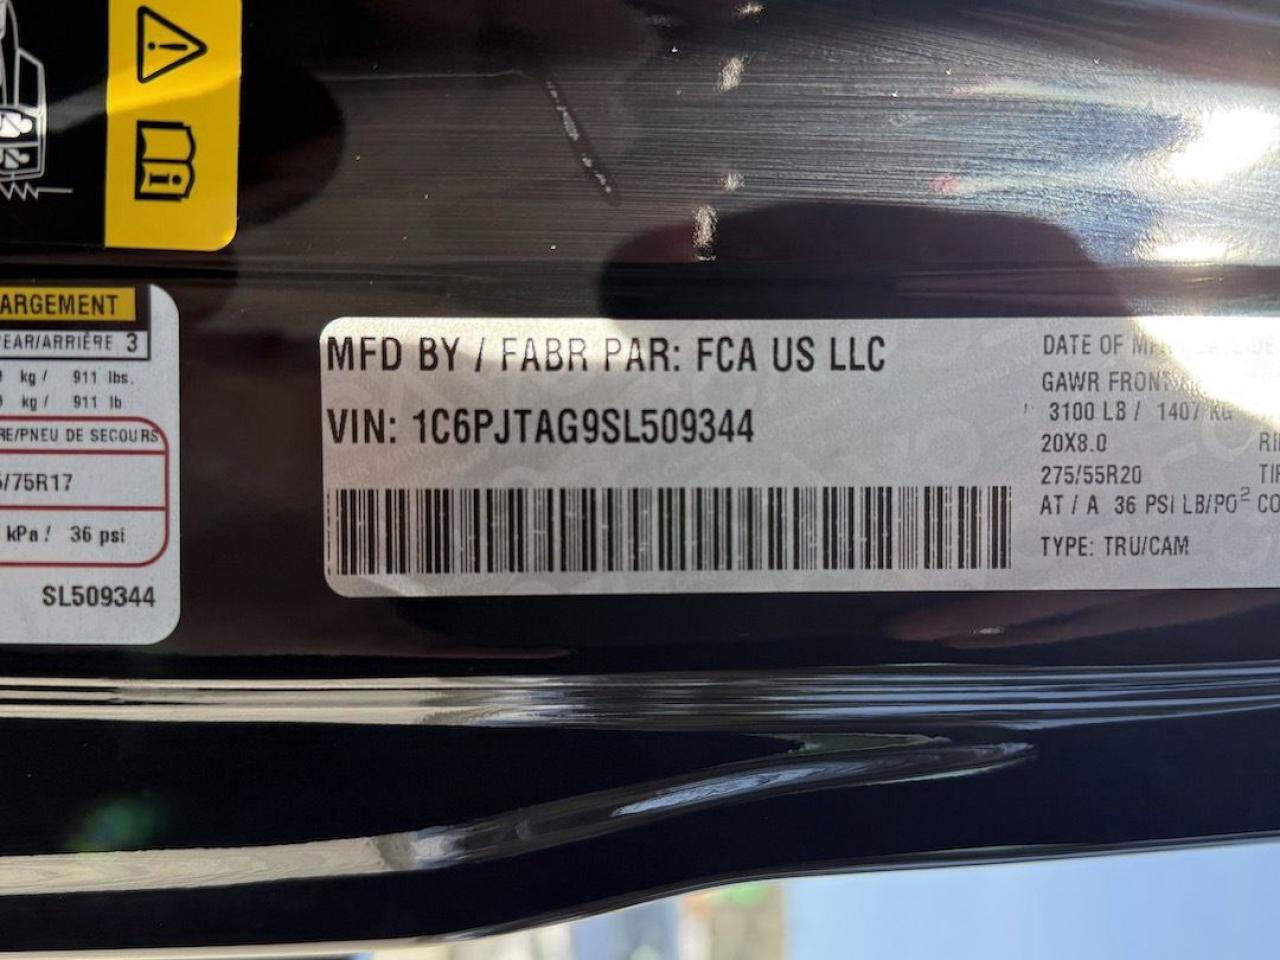 ARGEMENT
REAR/ARRIÈRE 3
kg / 911 lbs.
kg / 911 lb
RE/PNEU DE SECOURS
/75R17
kPa / 36 psi
SL509344
MFD BY / FABR PAR: FCA US LLC
VIN: 1C6PJTAG9SL509344
DATE OF MFR
GAWR FRONT
3100 LB / 1407 KG
20X8.0
275/55R20
AT / A 36 PSI LB/PO²
TYPE: TRU/CAM